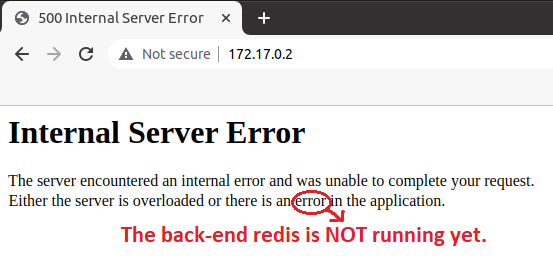 500 Internal Server Error
Not secure | 172.17.0.2
Internal Server Error
The server encountered an internal error and was unable to complete your request.
Either the server is overloaded or there is an error in the application.
The back-end redis is NOT running yet.